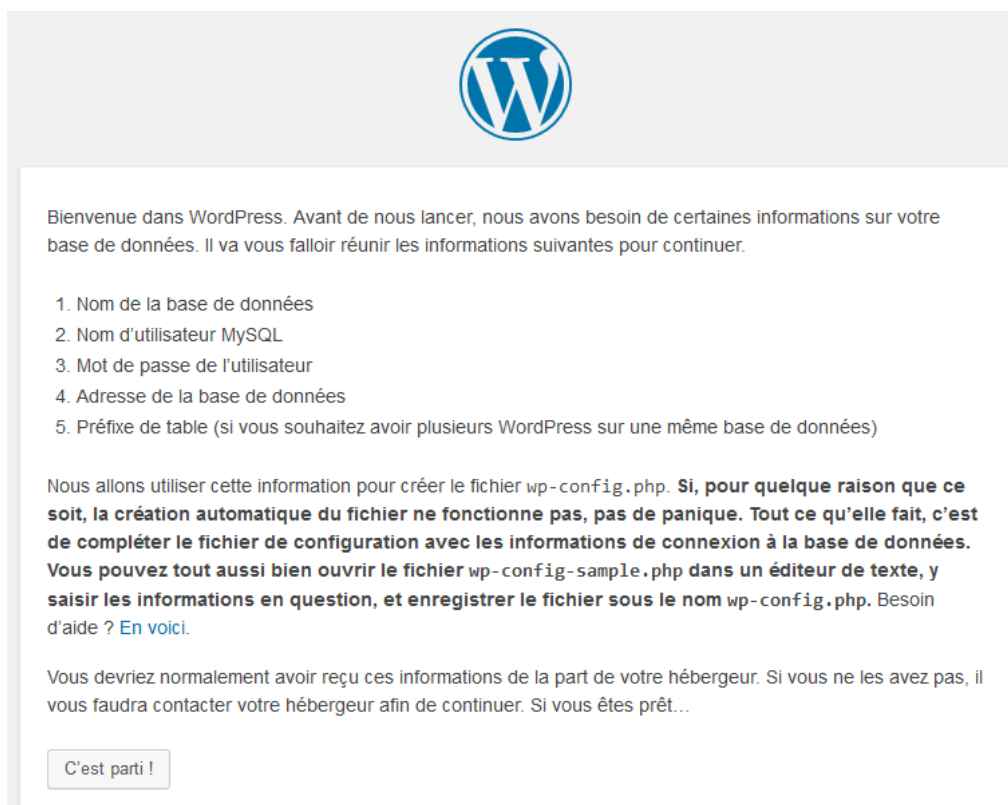 Bienvenue dans WordPress. Avant de nous lancer, nous avons besoin de certaines informations sur votre
base de données. Il va vous falloir réunir les informations suivantes pour continuer.
1. Nom de la base de données
2. Nom d’utilisateur MySQL
3. Mot de passe de l’utilisateur
4. Adresse de la base de données
5. Préfixe de table (si vous souhaitez avoir plusieurs WordPress sur une même base de données)
Nous allons utiliser cette information pour créer le fichier wp-config.php. Si, pour quelque raison que ce
soit, la création automatique du fichier ne fonctionne pas, pas de panique. Tout ce qu’elle fait, c’est
de compléter le fichier de configuration avec les informations de connexion à la base de données.
Vous pouvez tout aussi bien ouvrir le fichier wp-config-sample.php dans un éditeur de texte, y
saisir les informations en question, et enregistrer le fichier sous le nom wp-config.php. Besoin
d’aide ? En voici.
Vous devriez normalement avoir reçu ces informations de la part de votre hébergeur. Si vous ne les avez pas, il
vous faudra contacter votre hébergeur afin de continuer. Si vous êtes prêt…
C’est parti !